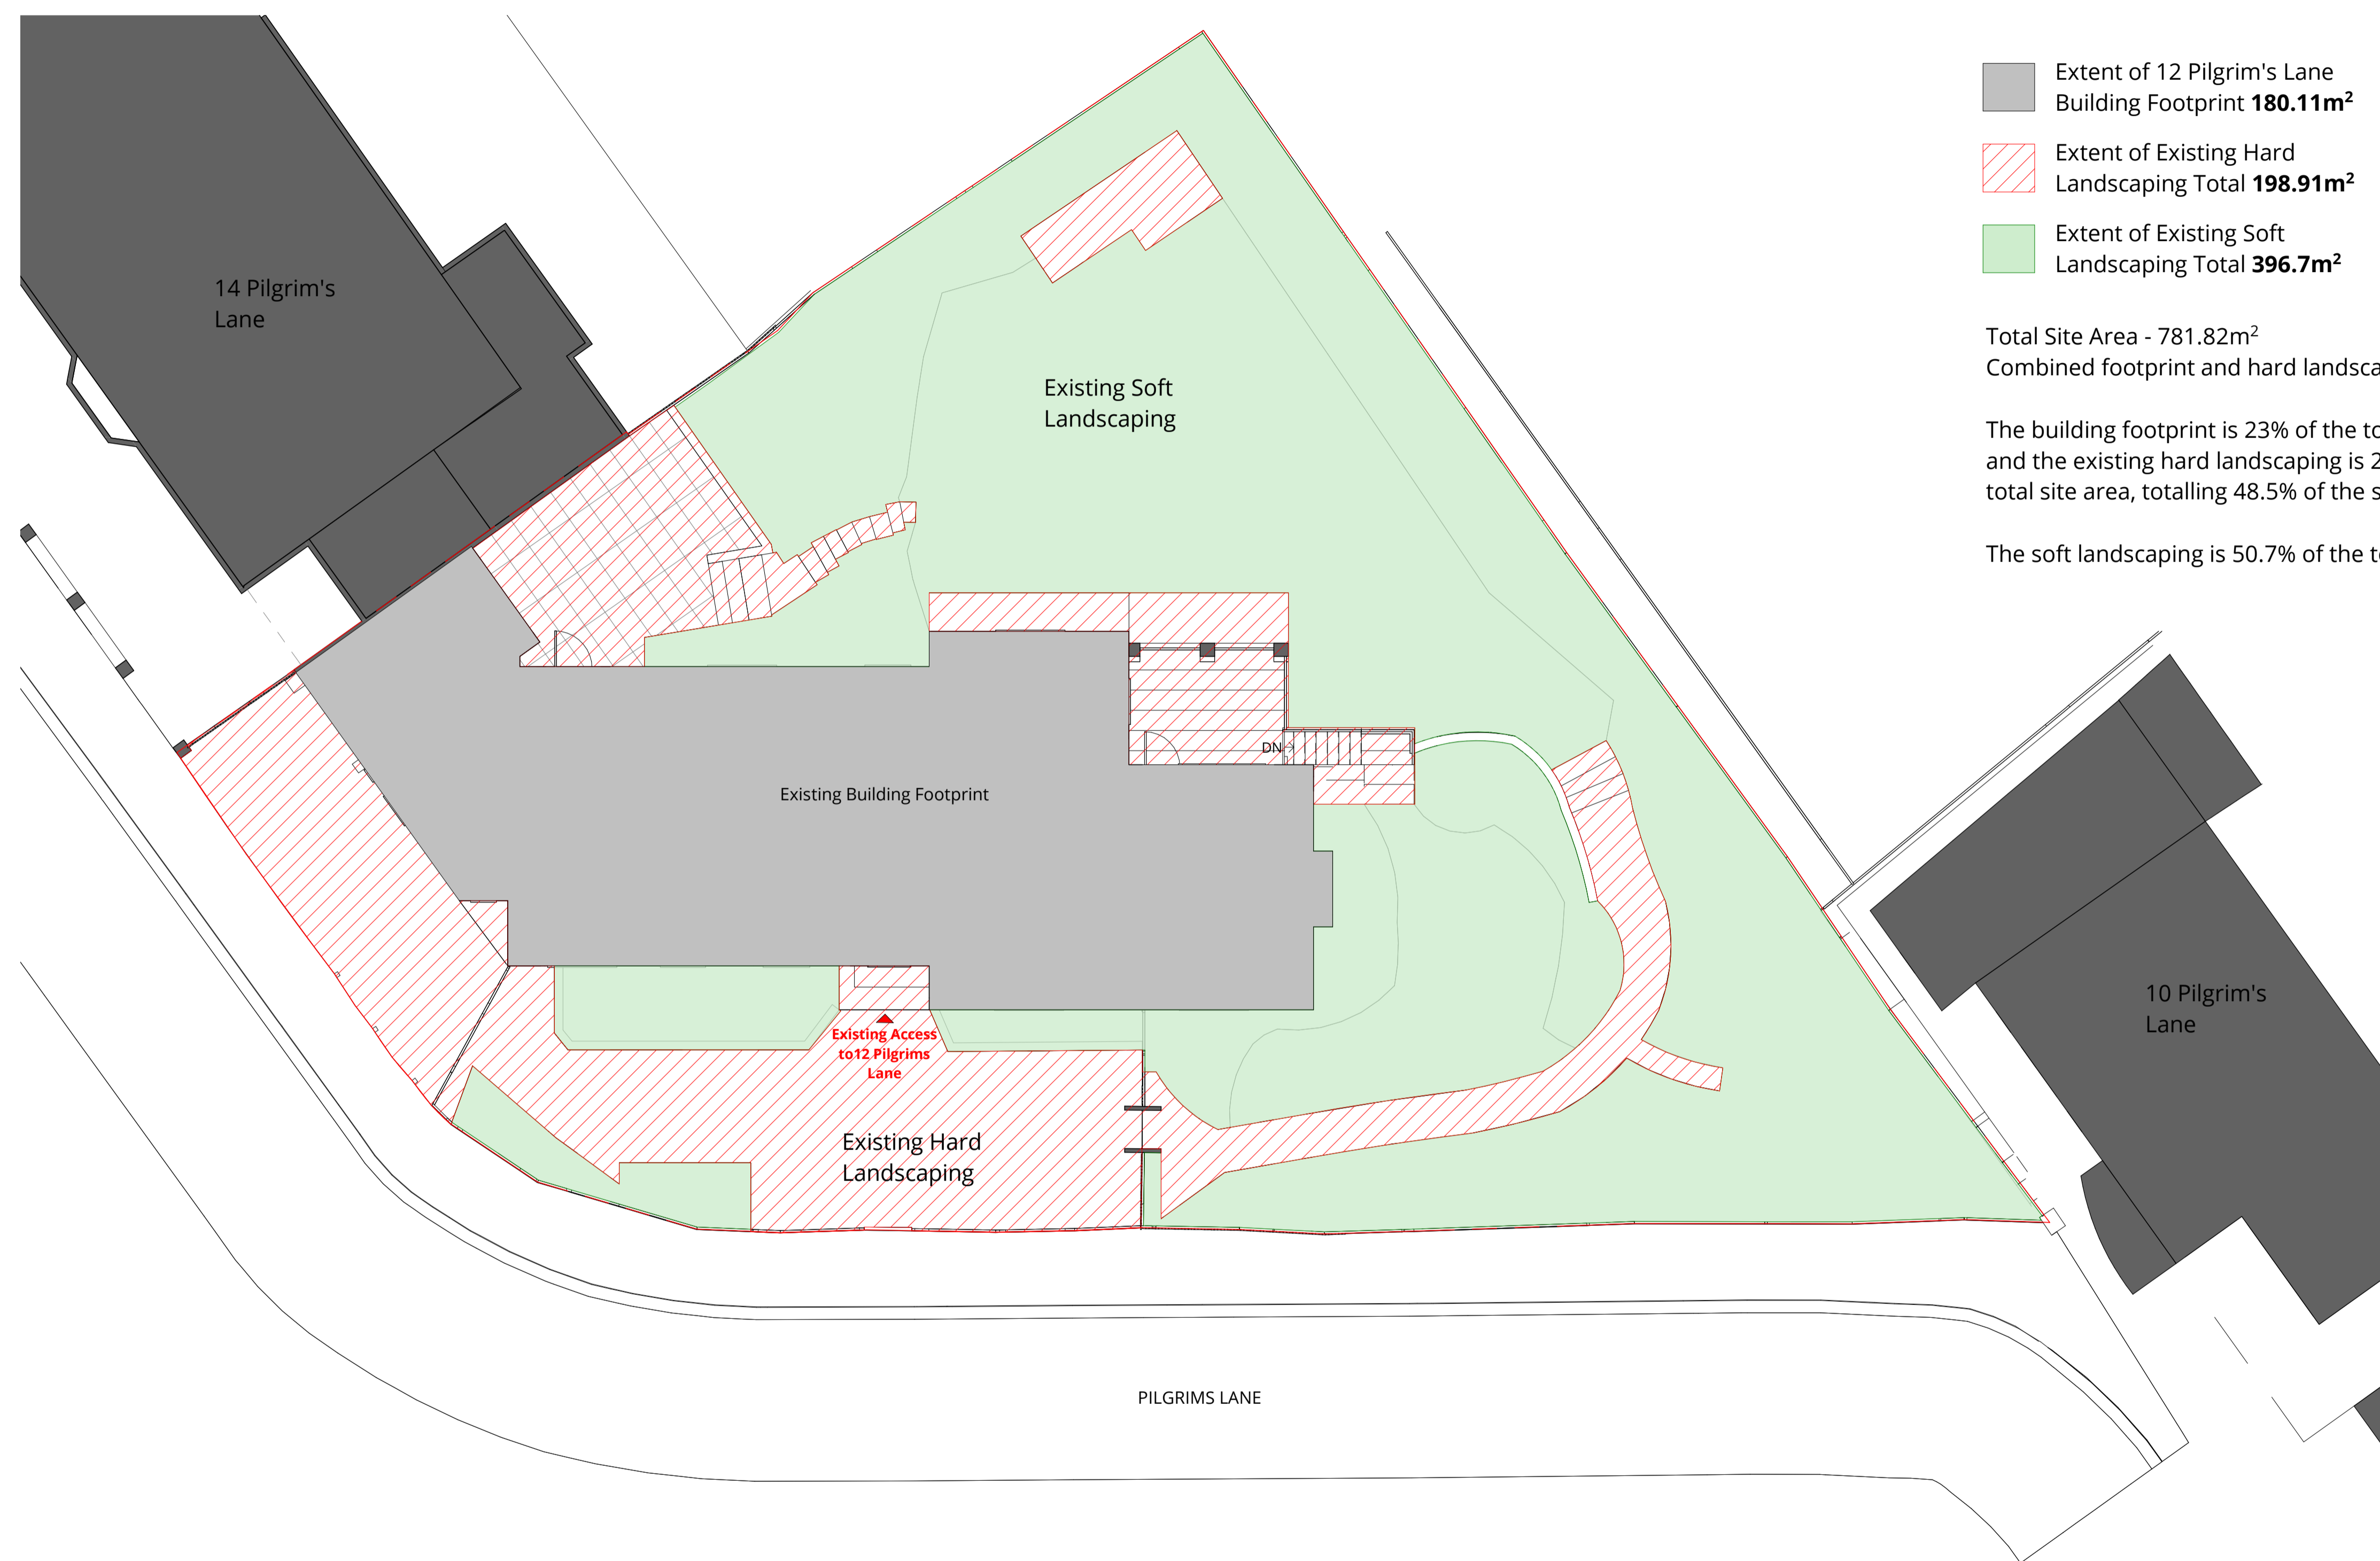 Extent of 12 Pilgrim's Lane
Building Footprint 180.11m²
Extent of Existing Hard
Landscaping Total 198.91m²
Extent of Existing Soft
Landscaping Total 396.7m²
Total Site Area - 781.82m²
Combined footprint and hard
The building footprint is 23% of the
and the existing hard landscaping is
total site area, totalling 48.5% of the
The soft landscaping is 50.7% of the
14 Pilgrim's
Lane
Existing Soft
Landscaping
DN
Existing Building Footprint
10 Pilgrim's
Lane
Existing Access
to12 Pilgrims
Lane
Existing Hard
Landscaping
PILGRIMS LANE